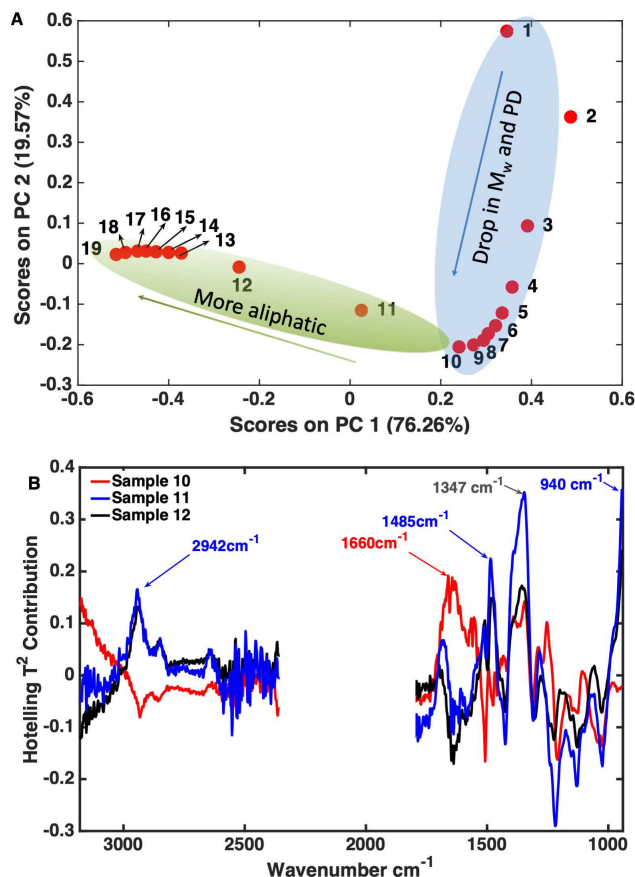 A
0.6
0.5
0.4
0.3
0.2
0.1
0
-0.1
-0.2
-0.3
Scores on PC 2 (19.57%)
1
2
3
4
5
6
7
8
9
10
11
12
13
14
15
16
17
18
19
Drop in Mw and PD
More aliphatic
-0.6 -0.4 -0.2 0 0.2 0.4 0.6
Scores on PC 1 (76.26%)
B
0.4
0.3
0.2
0.1
0
-0.1
-0.2
-0.3
Hotelling T² Contribution
Sample 10
Sample 11
Sample 12
2942cm⁻¹
1660cm⁻¹
1485cm⁻¹
1347 cm⁻¹
940 cm⁻¹
3000 2500 2000 1500 1000
Wavenumber cm⁻¹